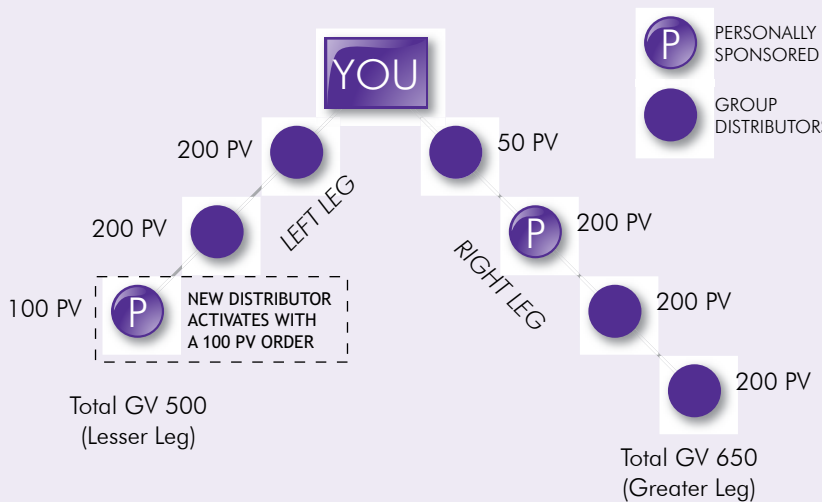 YOU
P
PERSONALLY
SPONSORED
GROUP
DISTRIBUTORS
200 PV
50 PV
200 PV
LEFT LEG
P
200 PV
RIGHT LEG
100 PV
P
NEW DISTRIBUTOR
ACTIVATES WITH
A 100 PV ORDER
200 PV
200 PV
Total GV 500
(Lesser Leg)
Total GV 650
(Greater Leg)